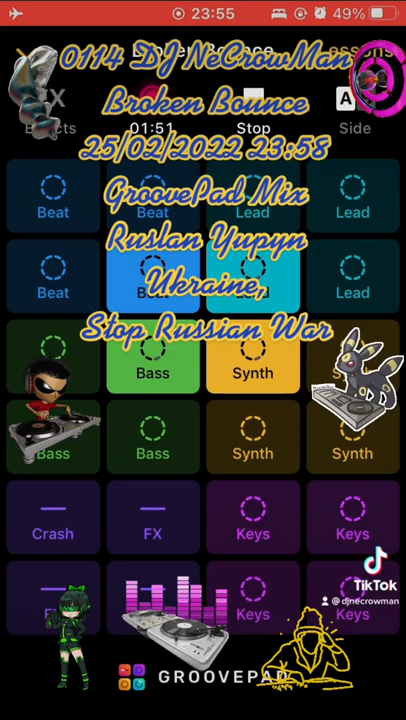 23:55 49%
0114 DJ NeCrowMan
Broken Bounce
01:51 Stop Side
25/02/2022 23:58
GroovePad Mix
Ruslan Yupyn
Ukraine,
Stop Russian War
Beat Beat Lead Lead
Beat Beat Lead
Bass Synth
Bass Bass Synth Synth
Crash FX Keys Keys
Keys Keys
TikTok
@djnecrowman
GROOVEPAD